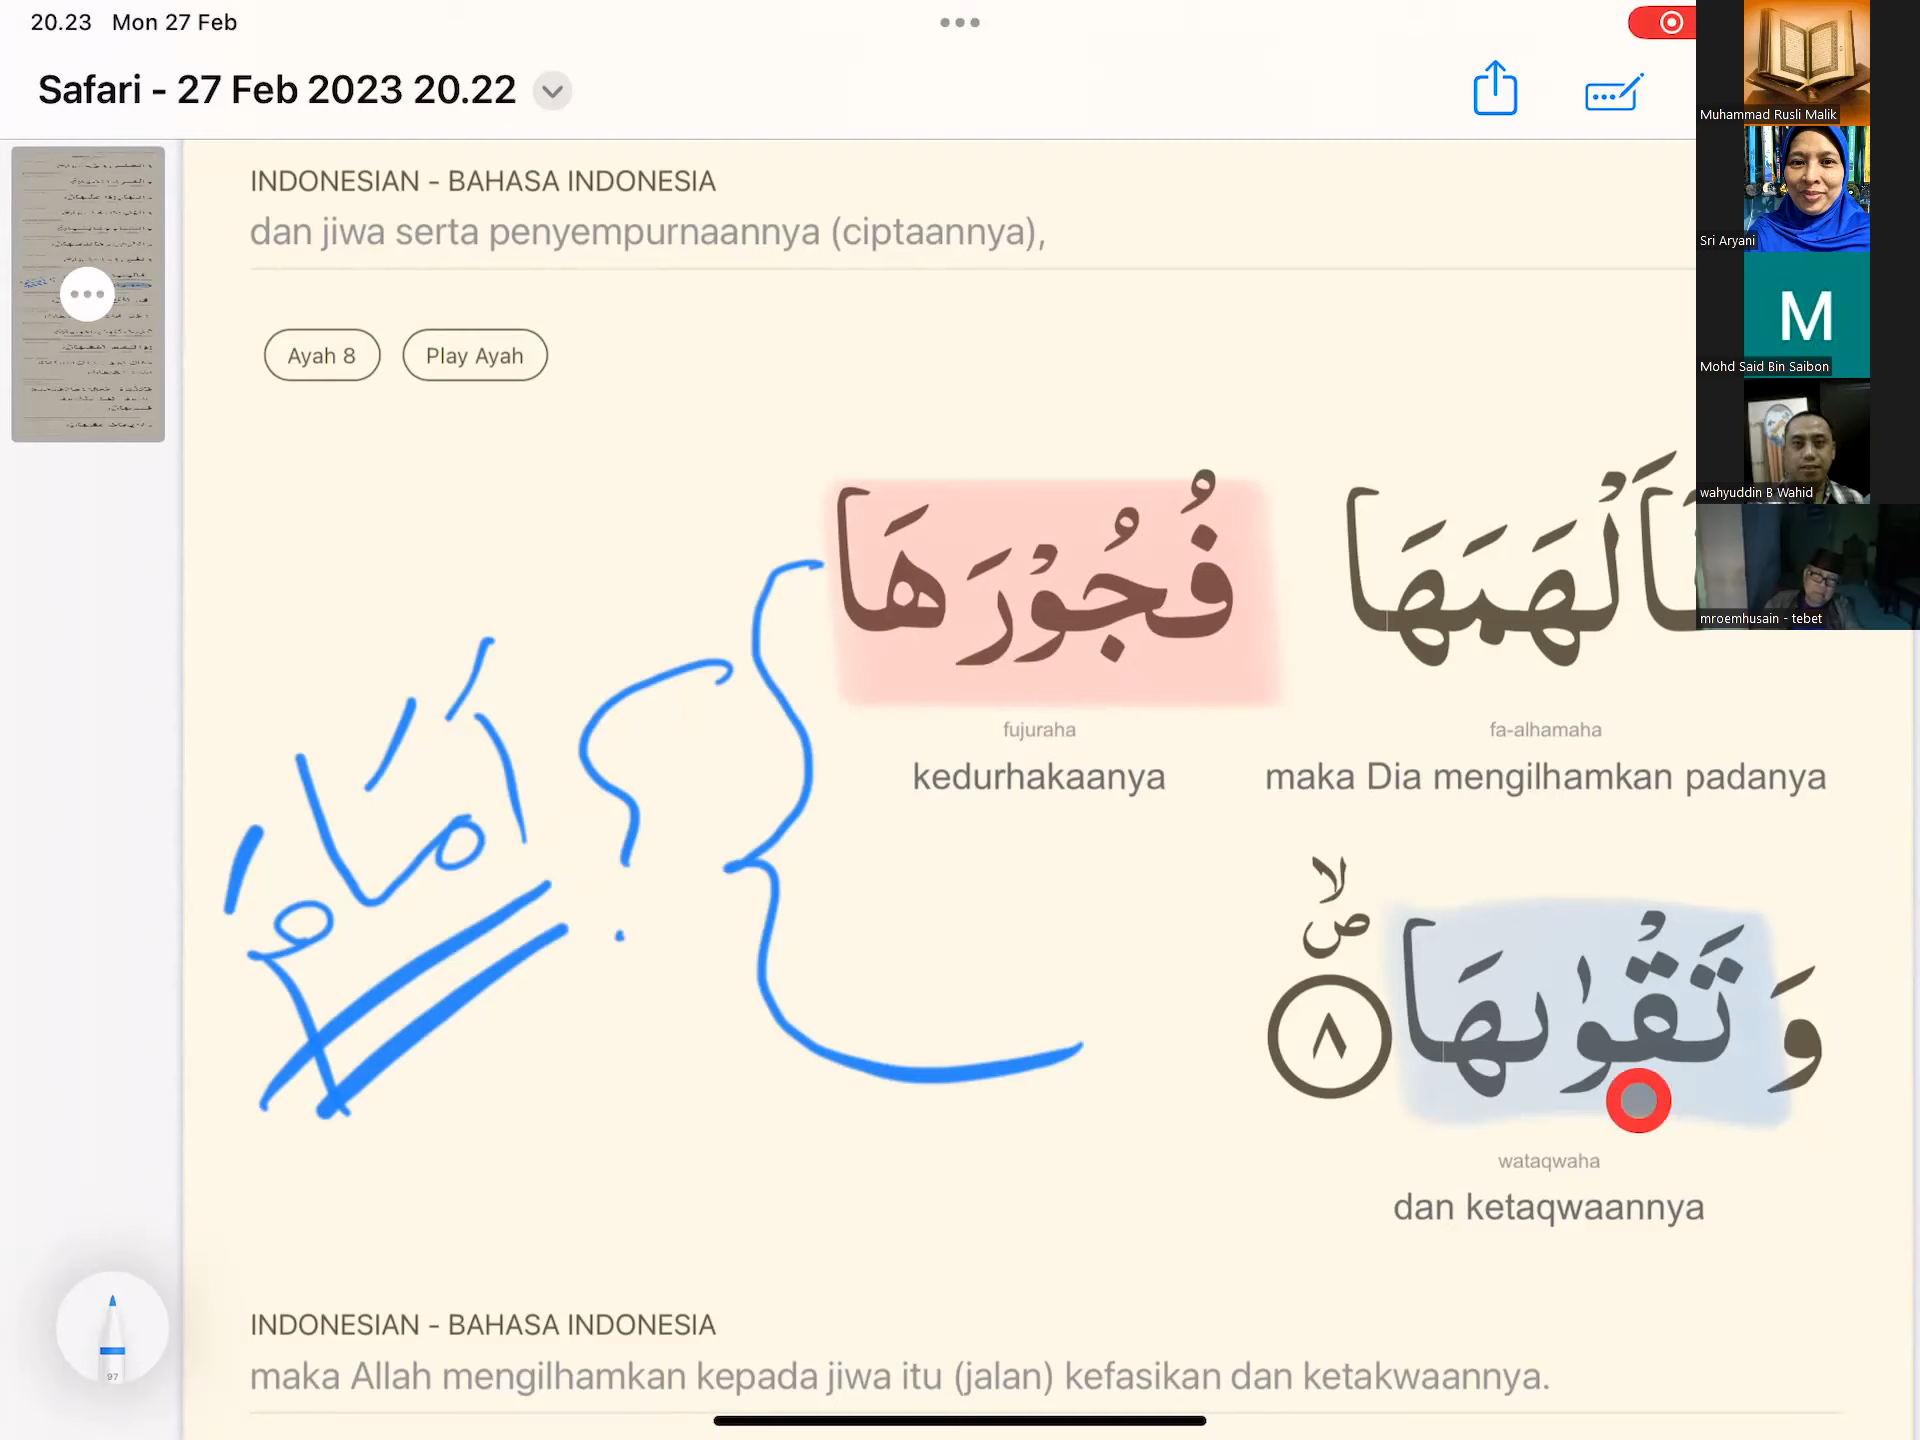 20.23 Mon 27 Feb
Safari - 27 Feb 2023 20.22
INDONESIAN - BAHASA INDONESIA
dan jiwa serta penyempurnaannya (ciptaannya),
Ayah 8
Play Ayah
فُجُوْرَهَا
fa-alhamaha
fujuraha
maka Dia mengilhamkan padanya
kedurhakaanya
؟
وَتَقْوٰىهَا
لا
ص
٨
wataqwaha
dan ketaqwaannya
INDONESIAN - BAHASA INDONESIA
maka Allah mengilhamkan kepada jiwa itu (jalan) kefasikan dan ketakwaannya.
97
Muhammad Rusli Malik
Sri Aryani
M
Mohd Said Bin Saibon
wahyuddin B Wahid
mroemhusain - tebet